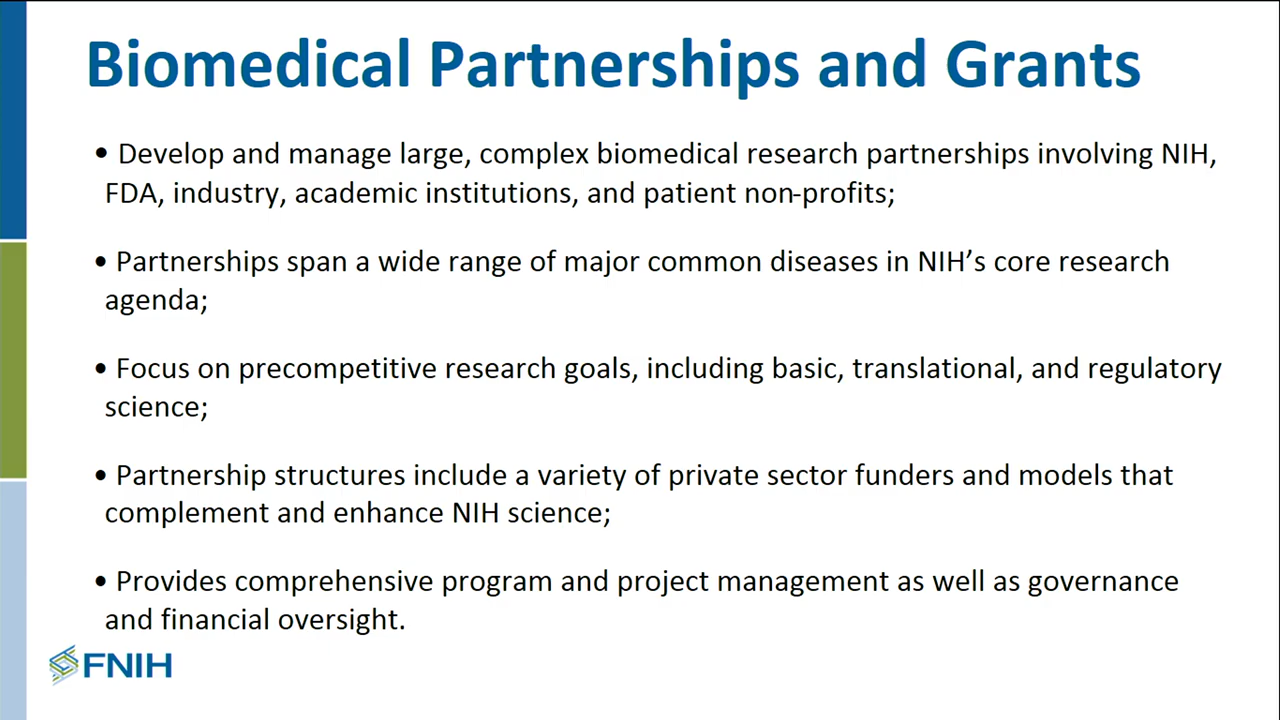 Biomedical Partnerships and Grants
• Develop and manage large, complex biomedical research partnerships involving NIH,
FDA, industry, academic institutions, and patient non-profits;
• Partnerships span a wide range of major common diseases in NIH’s core research
agenda;
• Focus on precompetitive research goals, including basic, translational, and regulatory
science;
• Partnership structures include a variety of private sector funders and models that
complement and enhance NIH science;
• Provides comprehensive program and project management as well as governance
and financial oversight.
FNIH